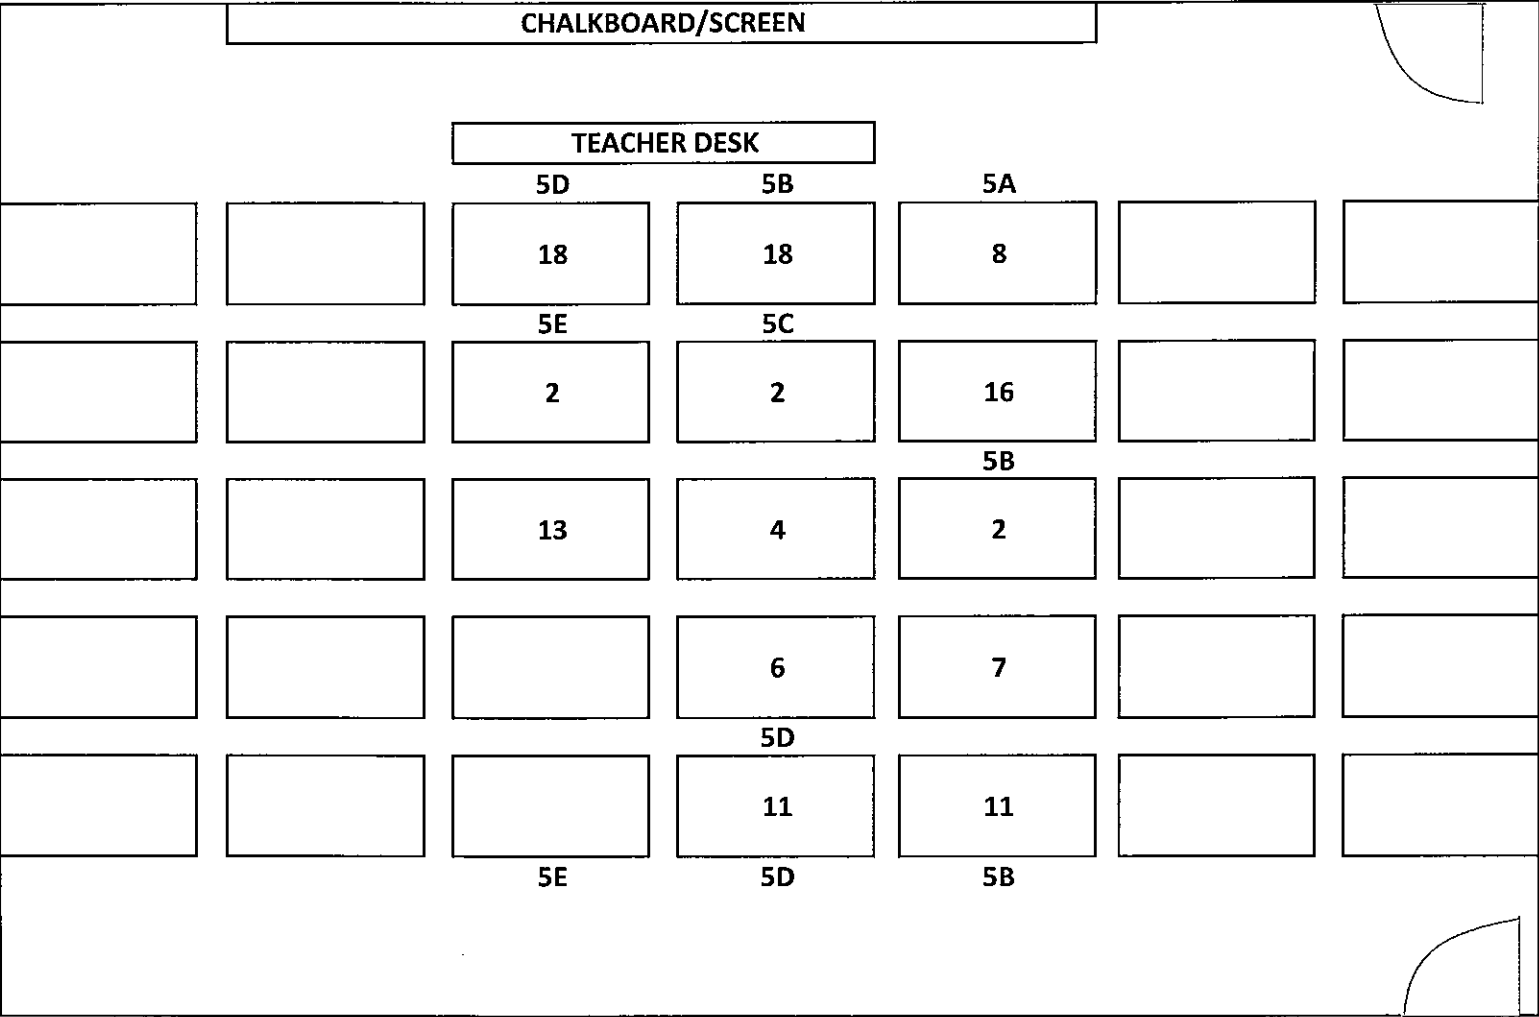 CHALKBOARD/SCREEN
TEACHER DESK
5D 5B 5A
18 18 8
5E 5C
2 2 16
5B
13 4 2
6 7
5D
11 11
5E 5D 5B